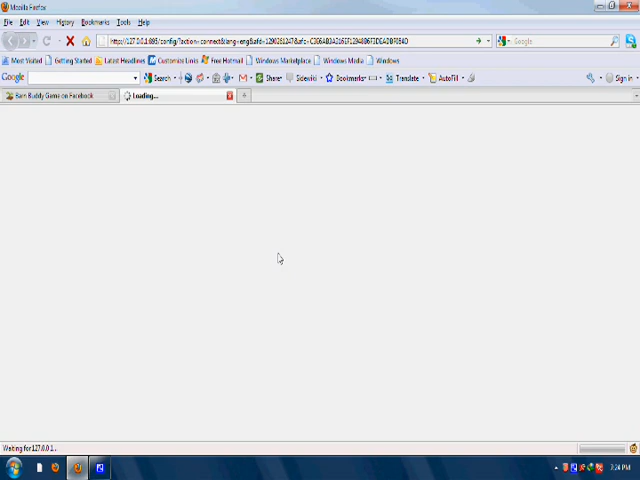 Mozilla Firefox
File Edit View History Bookmarks Tools Help
Google
Most Visited Getting Started Latest Headlines Customize Links Free Hotmail Windows Marketplace Windows Media Windows
Google Search Share Sidewiki Bookmarks Translate AutoFill Sign in
Barn Buddy Game on Facebook Loading...
Waiting for 127.0.0.1...
2:24 PM